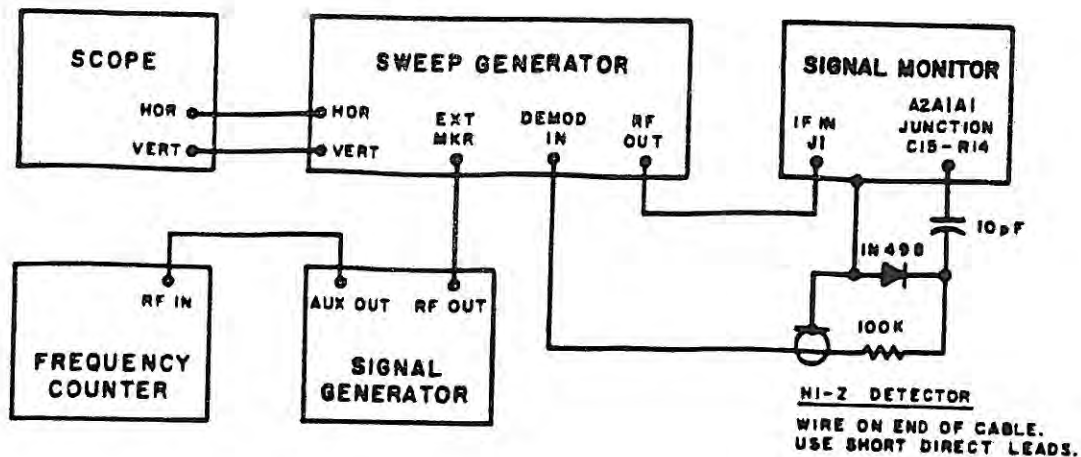 SCOPE
HOR
VERT
SWEEP GENERATOR
HOR
VERT
EXT
MKR
DEMOD
IN
RF
OUT
SIGNAL MONITOR
IF IN
J1
A2A1A1
JUNCTION
C15-R14
10pF
1N498
100K
HI-Z DETECTOR
WIRE ON END OF CABLE.
USE SHORT DIRECT LEADS.
RF IN
FREQUENCY
COUNTER
AUX OUT
RF OUT
SIGNAL
GENERATOR